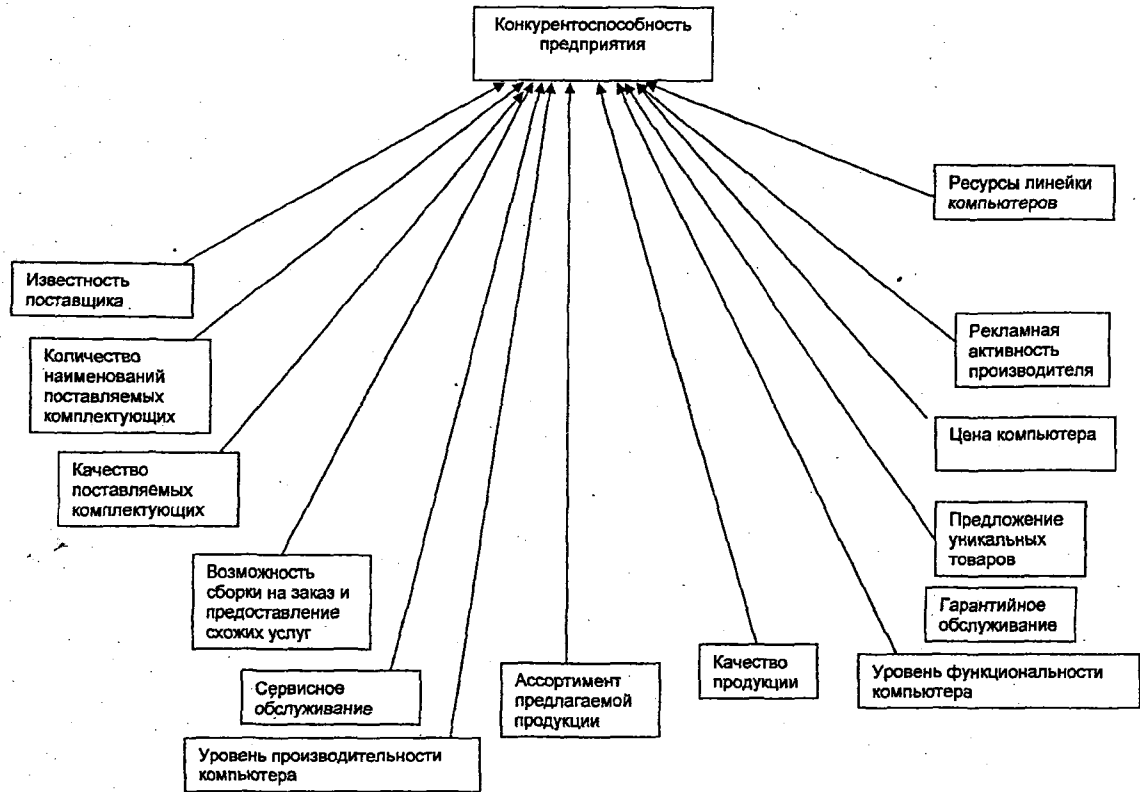 Конкурентоспособность
предприятия
Ресурсы линейки
компьютеров
Известность
поставщика
Рекламная
активность
производителя
Количество
наименований
поставляемых
комплектующих
Цена компьютера
Качество
поставляемых
комплектующих
Предложение
уникальных
товаров
Возможность
сборки на заказ и
предоставление
схожих услуг
Гарантийное
обслуживание
Качество
продукции
Уровень функциональности
компьютера
Сервисное
обслуживание
Ассортимент
предлагаемой
продукции
Уровень производительности
компьютера